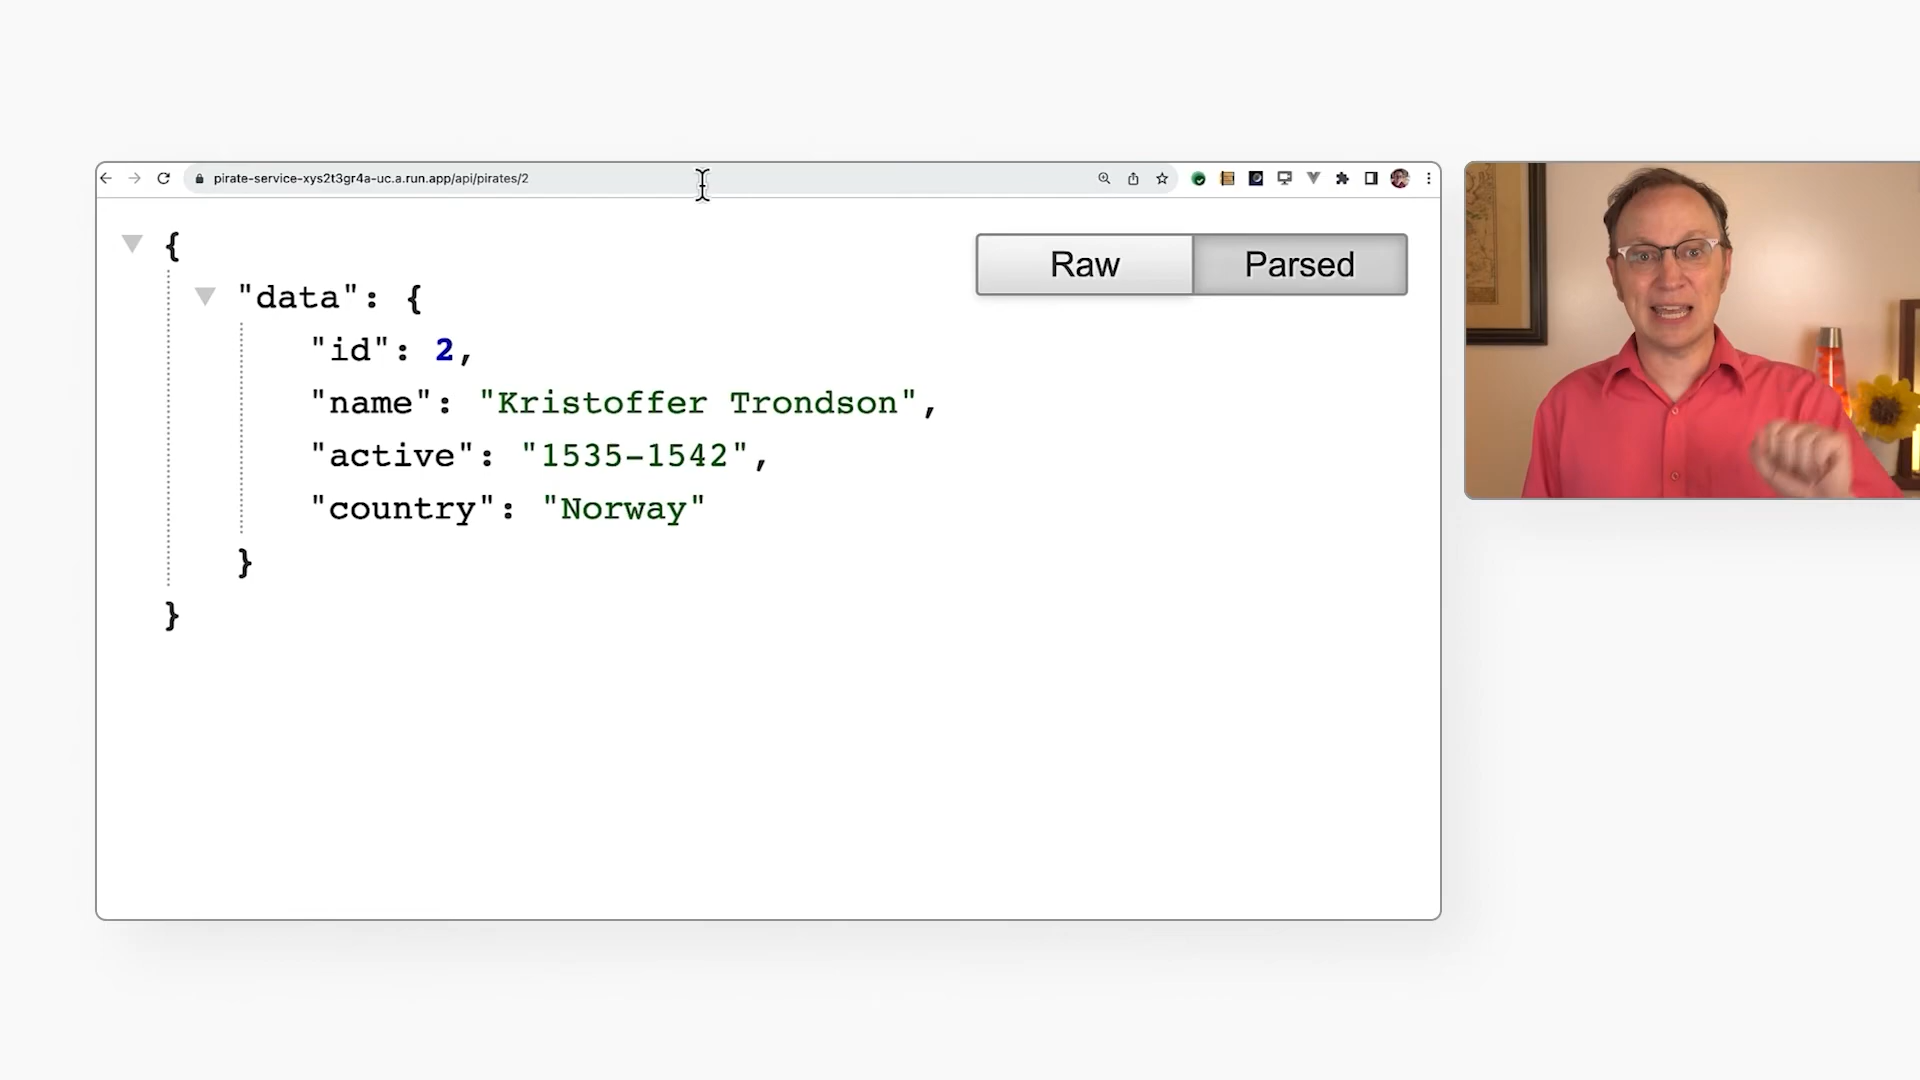 pirate-service-xys2t3gr4a-uc.a.run.app/api/pirates/2
{
Raw
Parsed
"data": {
"id": 2,
"name": "Kristoffer Trondson",
"active": "1535-1542",
"country": "Norway"
}
}